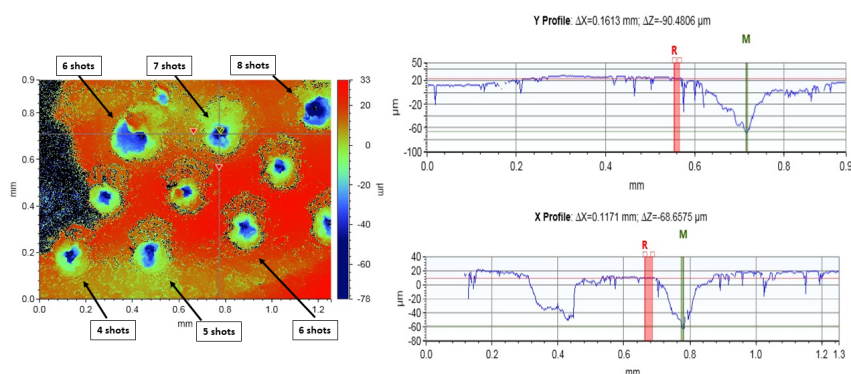 6 shots
7 shots
8 shots
0.9
0.8
0.6
0.4
0.2
0.0
mm
0.0 0.2 0.4 0.6 0.8 1.0
mm
33
20
0
-20
-40
-60
-78
µm
4 shots
5 shots
6 shots
Y Profile: ΔX=0.1613 mm; ΔZ=-90.4806 µm
R
M
50
20
-20
-60
-100
µm
0.0 0.2 0.4 0.6 0.8 0.9
mm
X Profile: ΔX=0.1171 mm; ΔZ=-68.6575 µm
R
M
40
20
0
-20
-40
-60
-80
µm
0.0 0.2 0.4 0.6 0.8 1.0 1.2 1.3
mm